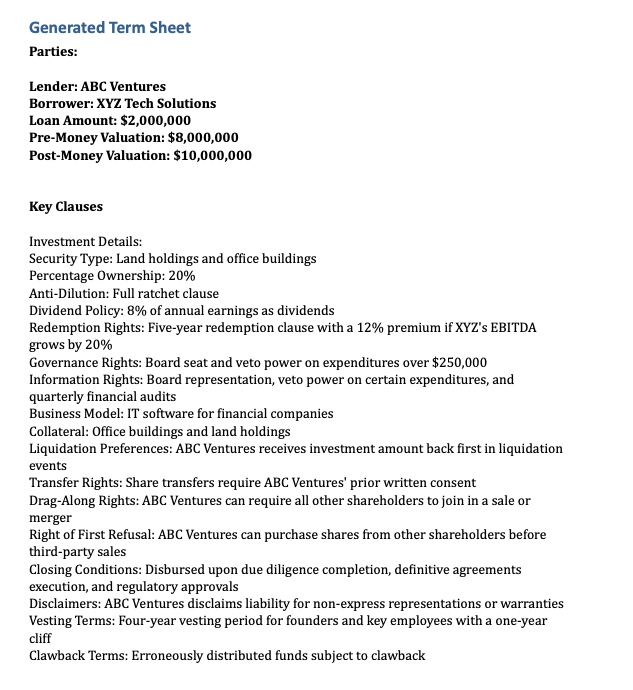 Generated Term Sheet
Parties:
Lender: ABC Ventures
Borrower: XYZ Tech Solutions
Loan Amount: $2,000,000
Pre-Money Valuation: $8,000,000
Post-Money Valuation: $10,000,000
Key Clauses
Investment Details:
Security Type: Land holdings and office buildings
Percentage Ownership: 20%
Anti-Dilution: Full ratchet clause
Dividend Policy: 8% of annual earnings as dividends
Redemption Rights: Five-year redemption clause with a 12% premium if XYZ's EBITDA
grows by 20%
Governance Rights: Board seat and veto power on expenditures over $250,000
Information Rights: Board representation, veto power on certain expenditures, and
quarterly financial audits
Business Model: IT software for financial companies
Collateral: Office buildings and land holdings
Liquidation Preferences: ABC Ventures receives investment amount back first in liquidation
events
Transfer Rights: Share transfers require ABC Ventures' prior written consent
Drag-Along Rights: ABC Ventures can require all other shareholders to join in a sale or
merger
Right of First Refusal: ABC Ventures can purchase shares from other shareholders before
third-party sales
Closing Conditions: Disbursed upon due diligence completion, definitive agreements
execution, and regulatory approvals
Disclaimers: ABC Ventures disclaims liability for non-express representations or warranties
Vesting Terms: Four-year vesting period for founders and key employees with a one-year
cliff
Clawback Terms: Erroneously distributed funds subject to clawback